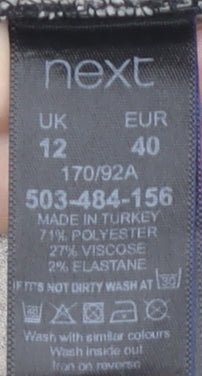 next
UK EUR
12 40
170/92A
503-484-156
MADE IN TURKEY
71% POLYESTER
27% VISCOSE
2% ELASTANE
IF IT'S NOT DIRTY WASH AT 30
Wash with similar colours
Wash inside out
Iron on reverse